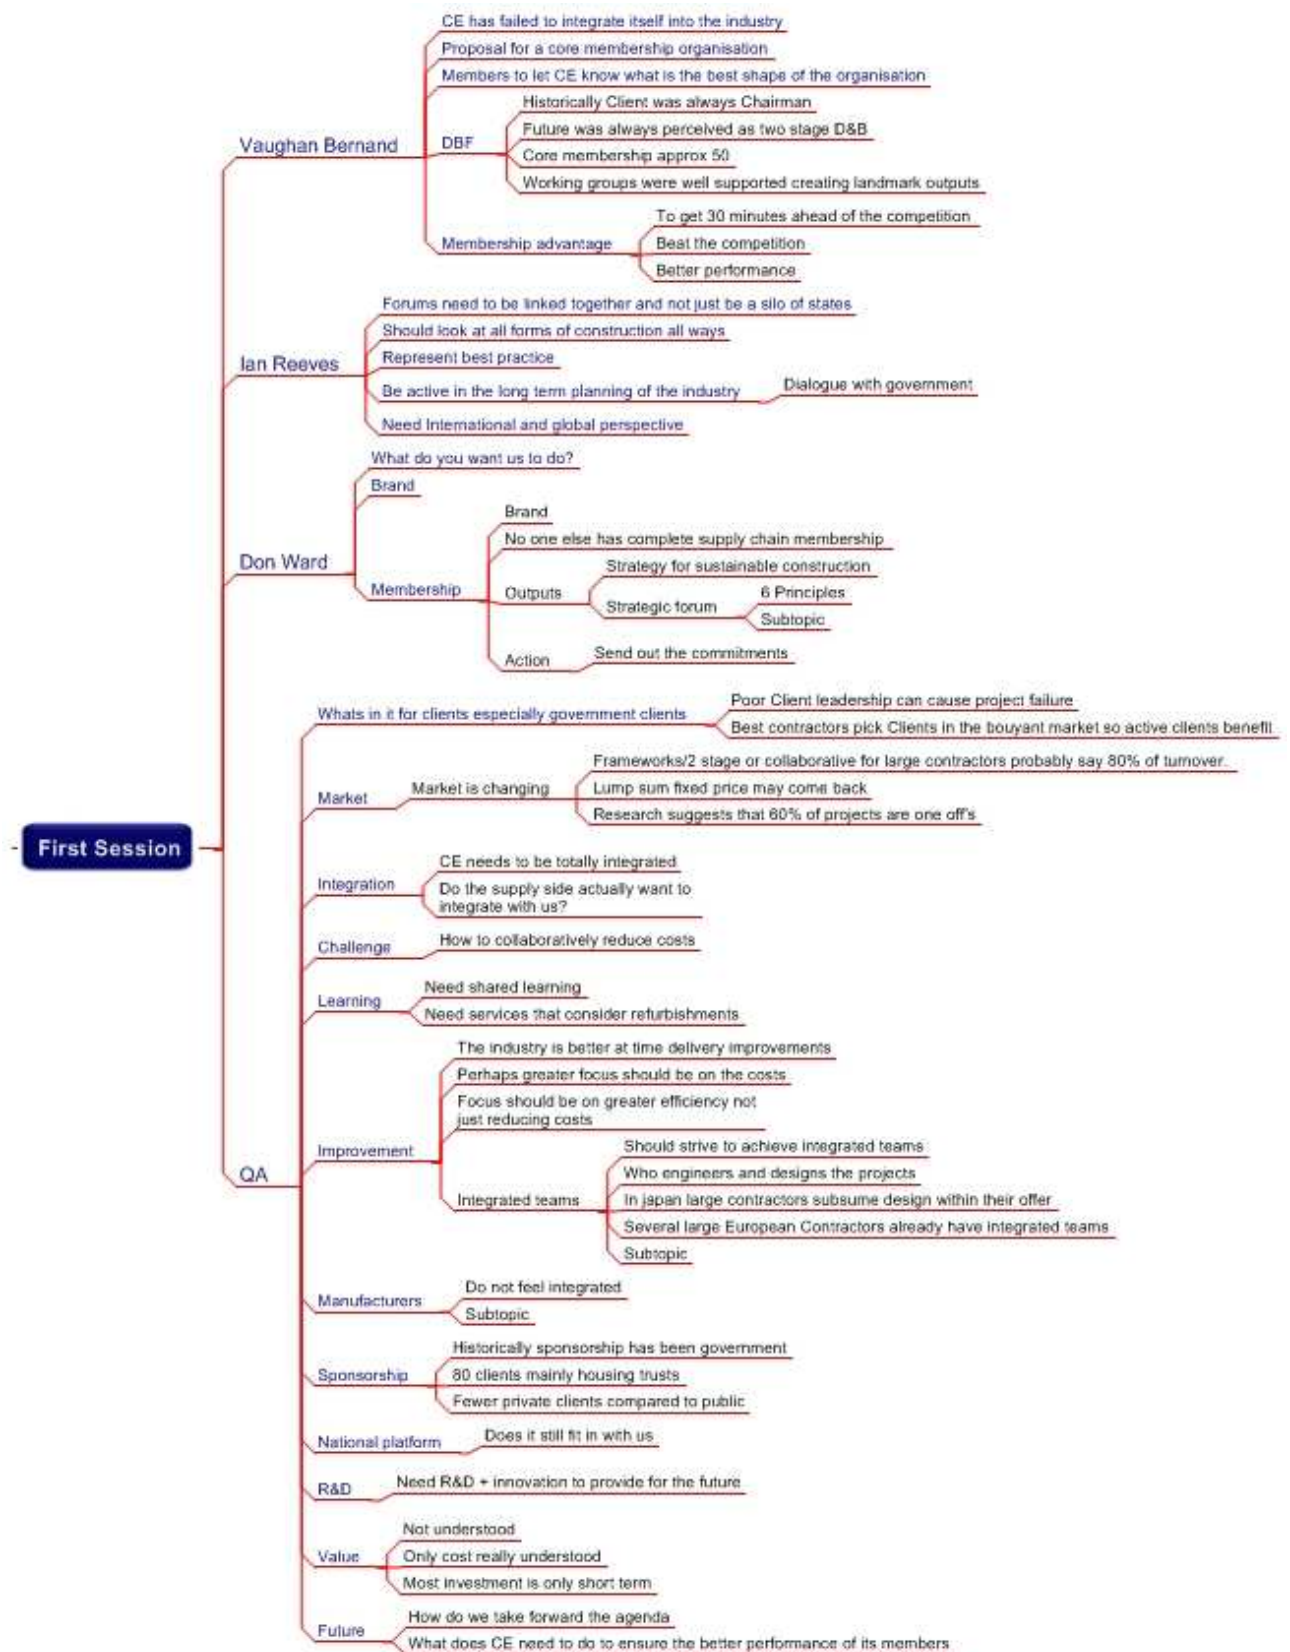 CE has failed to integrate itself into the industry
Proposal for a core membership organisation
Members to let CE know what is the best shape of the organisation
Vaughan Bernand
DBF
Historically Client was always Chairman
Future was always perceived as two stage D&B
Core membership approx 50
Working groups were well supported creating landmark outputs
Membership advantage
To get 30 minutes ahead of the competition
Beat the competition
Better performance
Ian Reeves
Forums need to be linked together and not just be a silo of states
Should look at all forms of construction all ways
Represent best practice
Be active in the long term planning of the industry
Dialogue with government
Need International and global perspective
Don Ward
What do you want us to do?
Brand
Membership
Brand
No one else has complete supply chain membership
Outputs
Strategy for sustainable construction
Strategic forum
6 Principles
Subtopic
Action
Send out the commitments
First Session
QA
Whats in it for clients especially government clients
Poor Client leadership can cause project failure
Best contractors pick Clients in the bouyant market so active clients benefit
Market
Market is changing
Frameworks/2 stage or collaborative for large contractors probably say 80% of turnover.
Lump sum fixed price may come back
Research suggests that 60% of projects are one off's
Integration
CE needs to be totally integrated
Do the supply side actually want to
integrate with us?
Challenge
How to collaboratively reduce costs
Learning
Need shared learning
Need services that consider refurbishments
Improvement
The industry is better at time delivery improvements
Perhaps greater focus should be on the costs
Focus should be on greater efficiency not
just reducing costs
Integrated teams
Should strive to achieve integrated teams
Who engineers and designs the projects
In japan large contractors subsume design within their offer
Several large European Contractors already have integrated teams
Subtopic
Manufacturers
Do not feel integrated
Subtopic
Sponsorship
Historically sponsorship has been government
80 clients mainly housing trusts
Fewer private clients compared to public
National platform
Does it still fit in with us
R&D
Need R&D + innovation to provide for the future
Value
Not understood
Only cost really understood
Most investment is only short term
Future
How do we take forward the agenda
What does CE need to do to ensure the better performance of its members